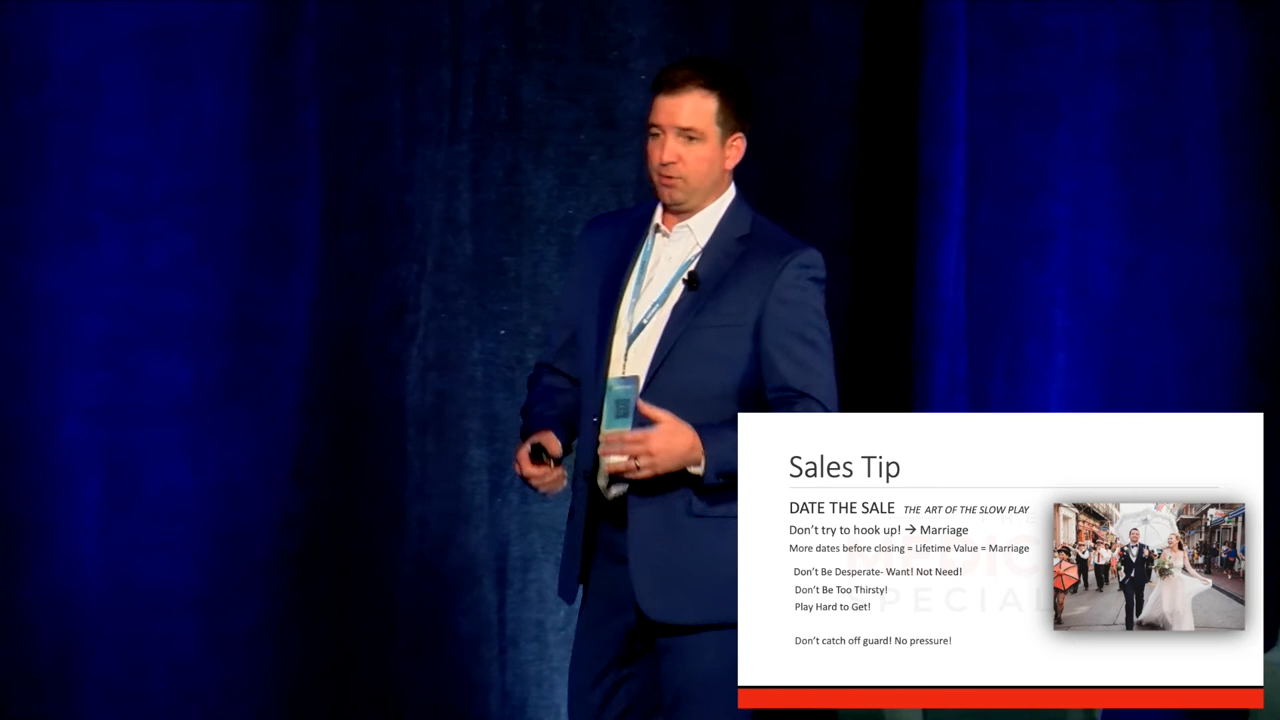 Sales Tip
DATE THE SALE THE ART OF THE SLOW PLAY
Don't try to hook up! → Marriage
More dates before closing = Lifetime Value = Marriage
Don't Be Desperate- Want! Not Need!
Don't Be Too Thirsty!
Play Hard to Get!
Don't catch off guard! No pressure!